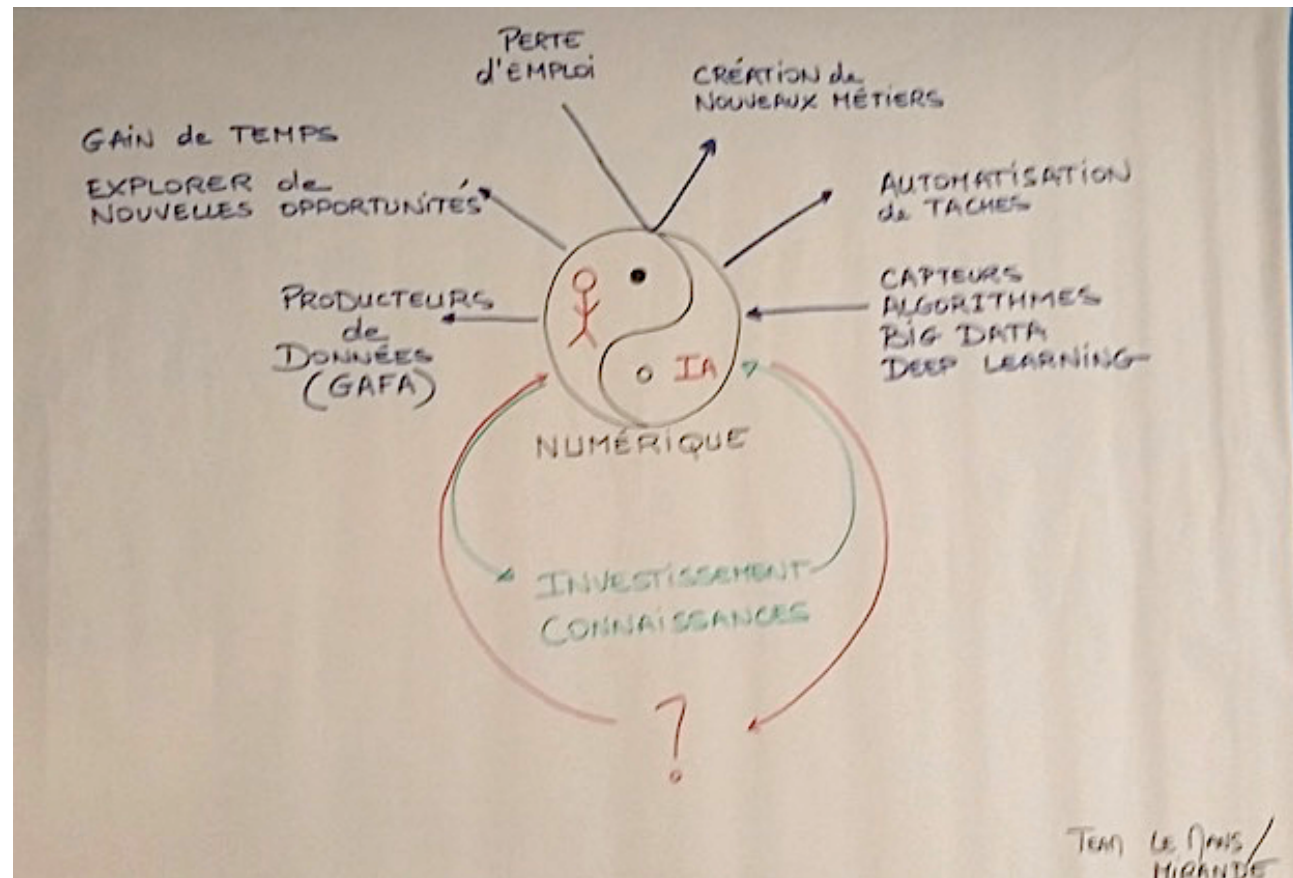 PERTE
d'EMPLOI
CRÉATION de
NOUVEAUX MÉTIERS
GAIN de TEMPS
EXPLORER de
NOUVELLES OPPORTUNITÉS
AUTOMATISATION
de TACHES
PRODUCTEURS
de
DONNÉES
(GAFA)
CAPTEURS
ALGORITHMES
BIG DATA
DEEP LEARNING
IA
NUMÉRIQUE
INVESTISSEMENT
CONNAISSANCES
?
TEAM LE MANS/
MIRANDE